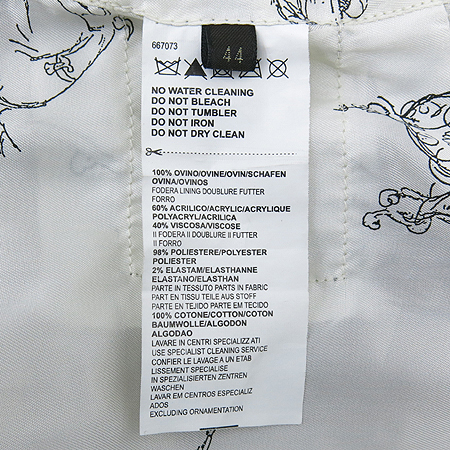 667073
44
NO WATER CLEANING
DO NOT BLEACH
DO NOT TUMBLER
DO NOT IRON
DO NOT DRY CLEAN
100% OVINO/OVINE/OVIN/SCHAFEN
OVINA/OVINOS
FODERA LINING DOUBLURE FUTTER
FORRO
60% ACRILICO/ACRYLIC/ACRYLIQUE
POLYACRYL/ACRILICA
40% VISCOSA/VISCOSE
II FODERA II DOUBLURE II FUTTER
II FORRO
98% POLIESTERE/POLYESTER
POLIESTER
2% ELASTAM/ELASTHANNE
ELASTANO/ELASTHAN
PARTE IN TESSUTO PARTS IN FABRIC
PART EN TISSU TEILE AUS STOFF
PARTE EN TEJIDO PARTE EM TECIDO
100% COTONE/COTTON/COTON
BAUMWOLLE/ALGODON
ALGODAO
LAVARE IN CENTRI SPECIALIZZ ATI
USE SPECIALIST CLEANING SERVICE
CONFIER LE LAVAGE A UN ETAB
LISSEMENT SPECIALISE
IN SPEZIALISIERTEN ZENTREN
WASCHEN
LAVAR EM CENTROS ESPECIALIZ
ADOS
EXCLUDING ORNAMENTATION